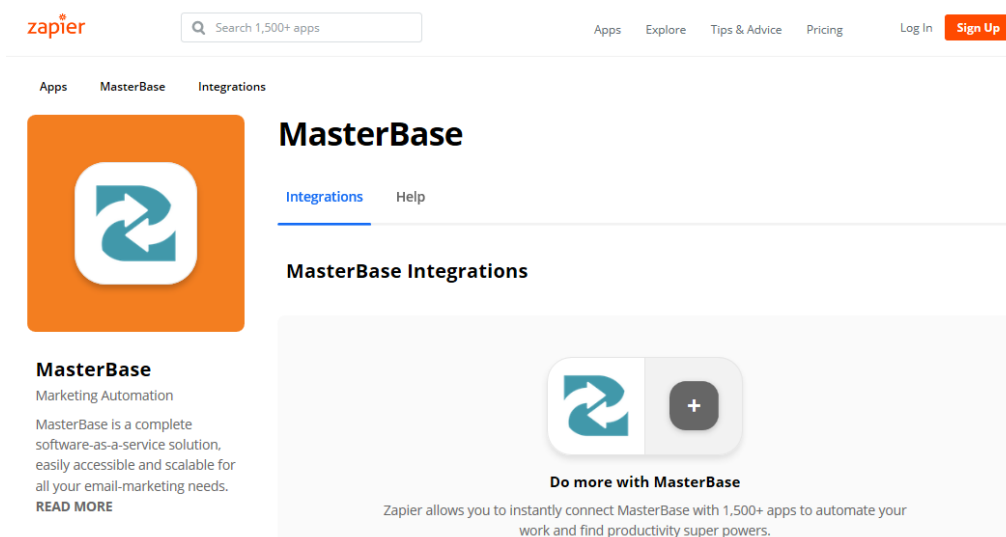 zapier
Search 1,500+ apps
Apps Explore Tips & Advice Pricing Log In Sign Up
Apps MasterBase Integrations
MasterBase
Integrations Help
MasterBase Integrations
MasterBase
Marketing Automation
MasterBase is a complete
software-as-a-service solution,
easily accessible and scalable for
all your email-marketing needs.
READ MORE
+
Do more with MasterBase
Zapier allows you to instantly connect MasterBase with 1,500+ apps to automate your
work and find productivity super powers.